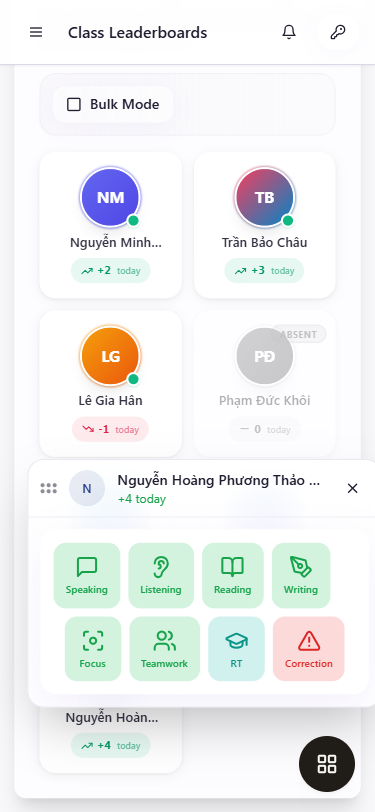 Class Leaderboards
Bulk Mode
NM
Nguyễn Minh...
+2 today
TB
Trần Bảo Châu
+3 today
LG
Lê Gia Hân
-1 today
ABSENT
PĐ
Phạm Đức Khôi
0 today
N
Nguyễn Hoàng Phương Thảo ...
+4 today
Speaking
Listening
Reading
Writing
Focus
Teamwork
RT
Correction
Nguyễn Hoàn...
+4 today